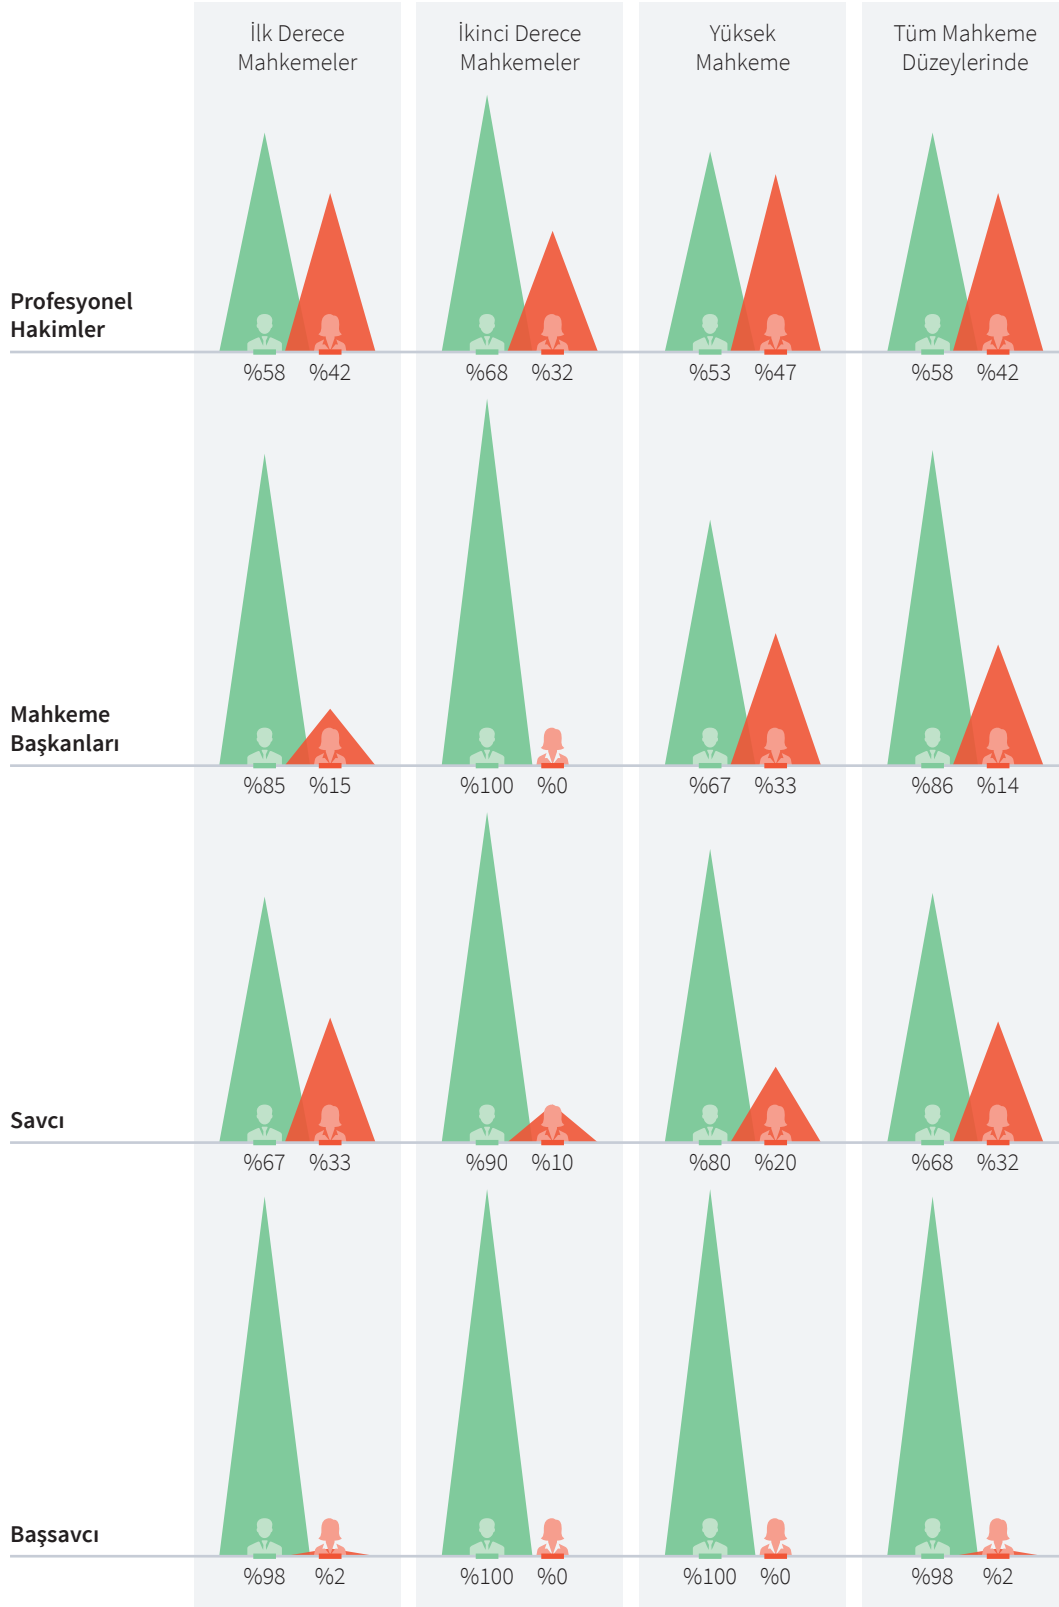 İlk Derece
Mahkemeler
İkinci Derece
Mahkemeler
Yüksek
Mahkeme
Tüm Mahkeme
Düzeylerinde
Profesyonel
Hakimler
%58 %42
%68 %32
%53 %47
%58 %42
Mahkeme
Başkanları
%85 %15
%100 %0
%67 %33
%86 %14
Savcı
%67 %33
%90 %10
%80 %20
%68 %32
Başsavcı
%98 %2
%100 %0
%100 %0
%98 %2